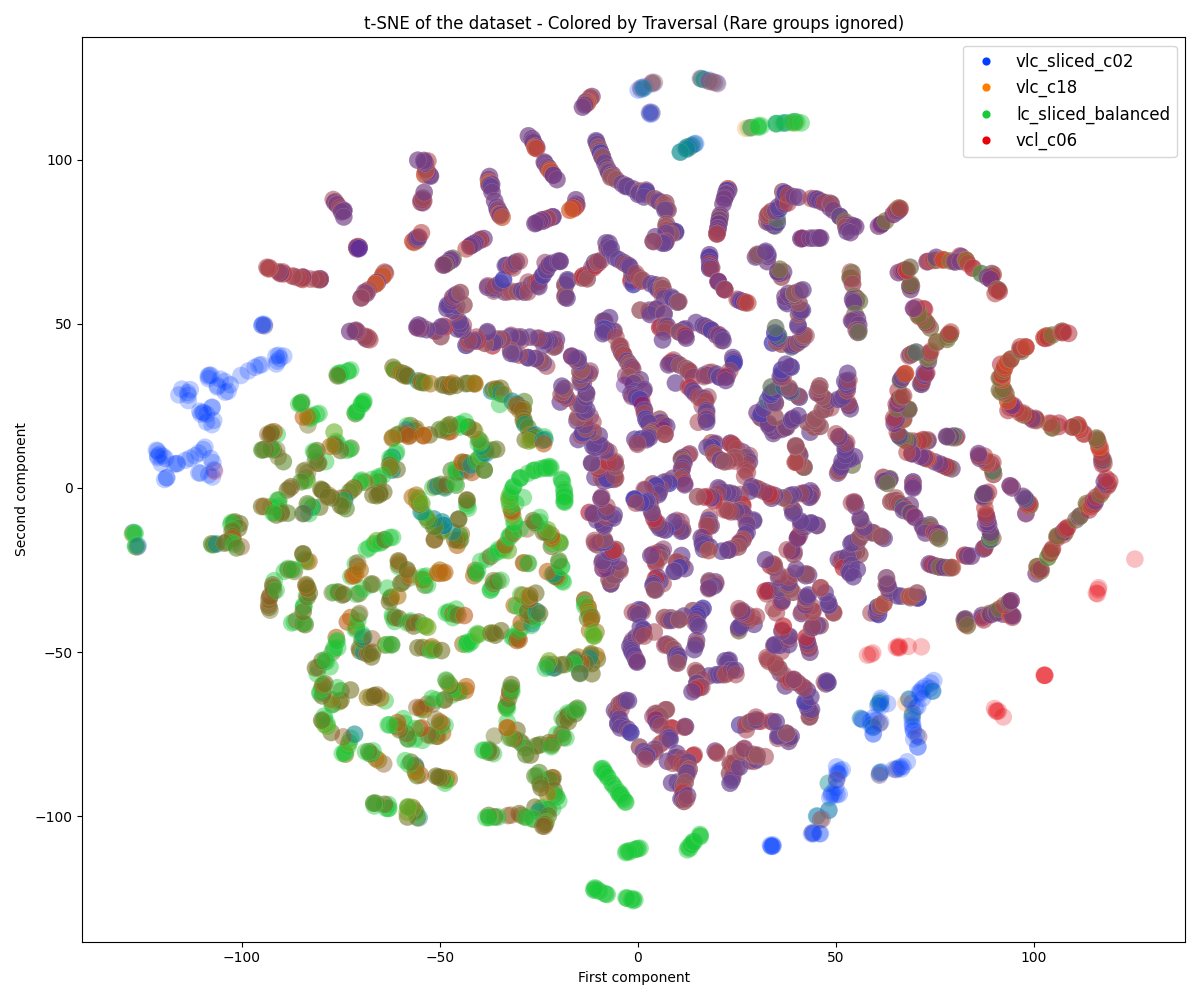 t-SNE of the dataset - Colored by Traversal (Rare groups ignored)
vlc_sliced_c02
vlc_c18
lc_sliced_balanced
vcl_c06
100
50
0
−50
−100
Second component
−100
−50
0
50
100
First component